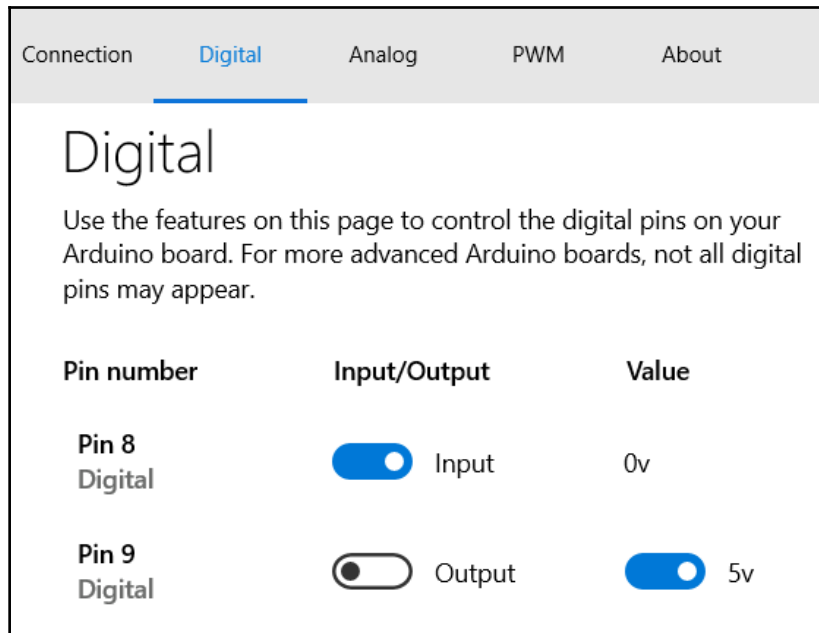 Connection Digital Analog PWM About
Digital
Use the features on this page to control the digital pins on your
Arduino board. For more advanced Arduino boards, not all digital
pins may appear.
Pin number Input/Output Value
Pin 8
Digital
Input 0v
Pin 9
Digital
Output 5v